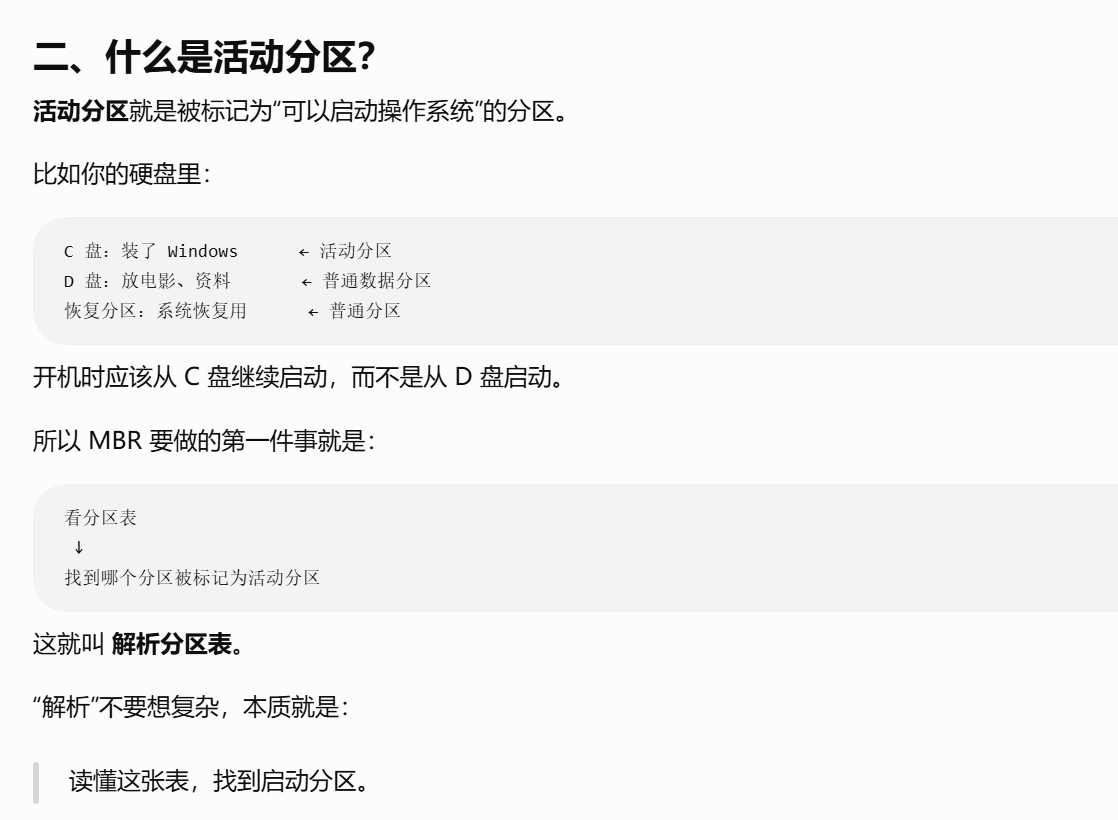 二、什么是活动分区？
活动分区就是被标记为“可以启动操作系统”的分区。
比如你的硬盘里：
C 盘：装了 Windows      ← 活动分区
D 盘：放电影、资料      ← 普通数据分区
恢复分区：系统恢复用      ← 普通分区
开机时应该从 C 盘继续启动，而不是从 D 盘启动。
所以 MBR 要做的第一件事就是：
看分区表
↓
找到哪个分区被标记为活动分区
这就叫 解析分区表。
“解析”不要想复杂，本质就是：
读懂这张表，找到启动分区。